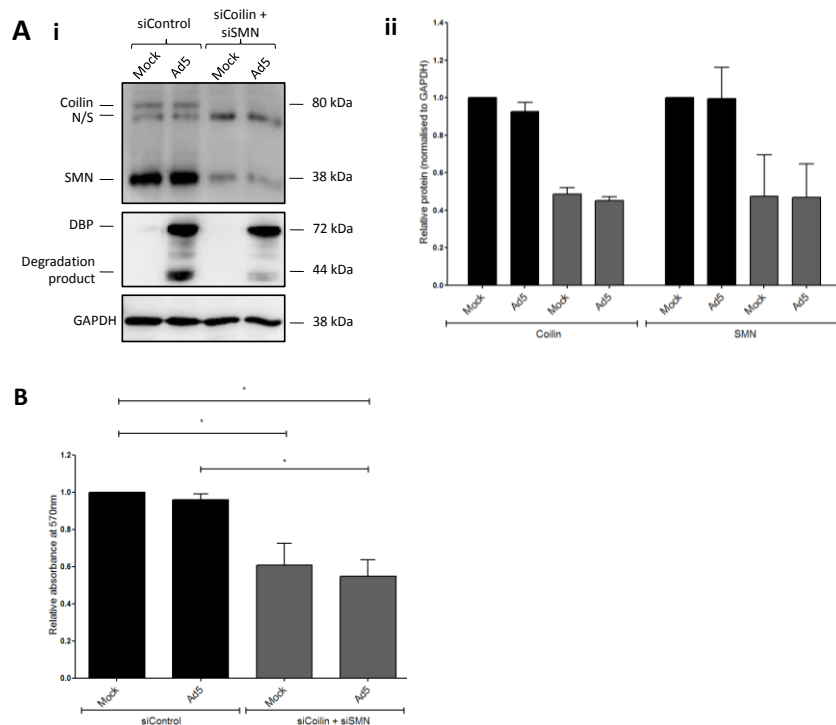 A i
siControl
siCoilin +
siSMN
Mock
Ad5
Mock
Ad5
Coilin
N/S
80 kDa
SMN
38 kDa
DBP
72 kDa
Degradation
product
44 kDa
GAPDH
38 kDa
ii
Relative protein (normalised to GAPDH)
1.4
1.2
1.0
0.8
0.6
0.4
0.2
0.0
Mock
Ad5
Mock
Ad5
Mock
Ad5
Mock
Ad5
Coilin
SMN
B
*
*
*
Relative absorbance at 570nm
1.2
1.0
0.8
0.6
0.4
0.2
0.0
Mock
Ad5
Mock
Ad5
siControl
siCoilin + siSMN